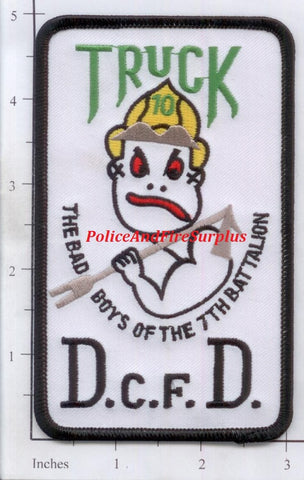 TRUCK
10
PoliceAndFireSurplus
THE BAD BOYS OF THE 7TH BATTALION
D.C.F.D.
5
4
3
2
1
Inches
1
2
3